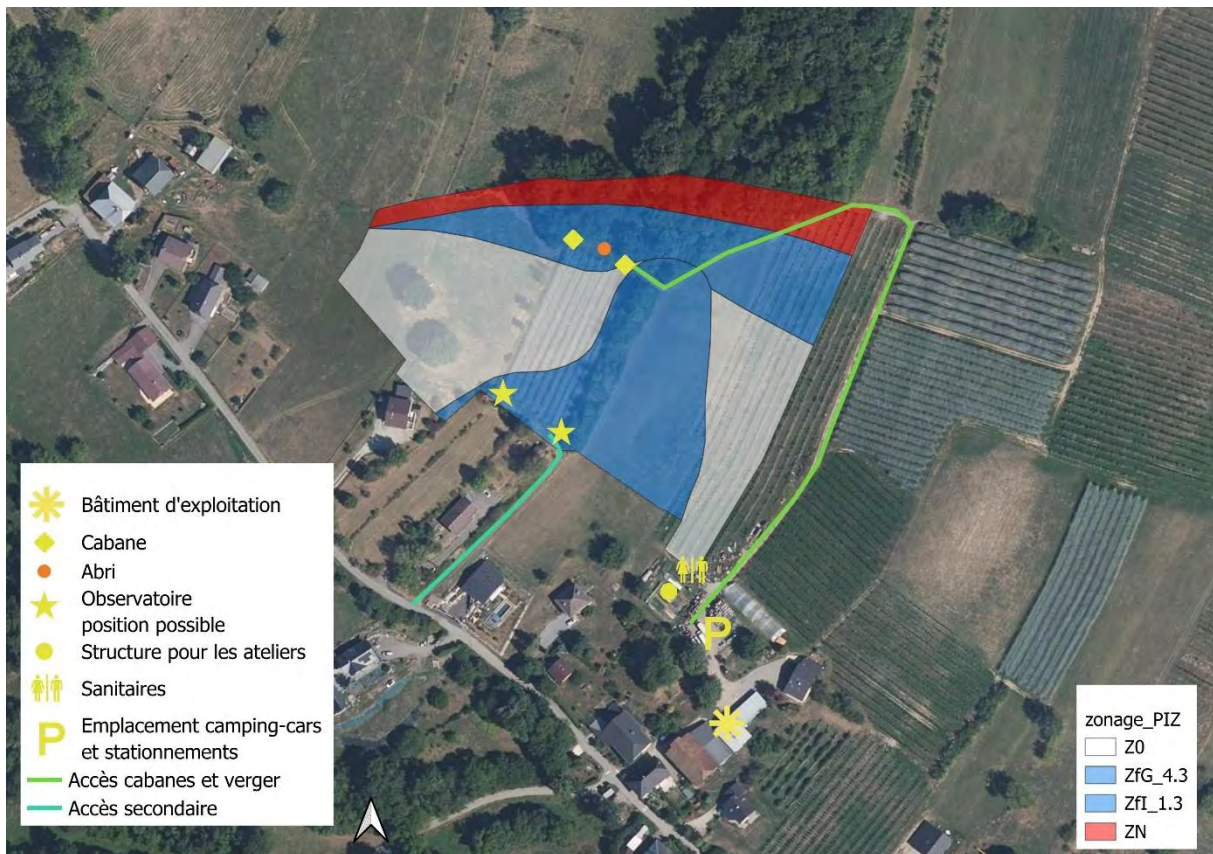 Bâtiment d'exploitation
Cabane
Abri
Observatoire
position possible
Structure pour les ateliers
Sanitaires
P Emplacement camping-cars
et stationnements
Accès cabanes et verger
Accès secondaire
P
zonage_PIZ
Z0
ZfG_4.3
ZfI_1.3
ZN